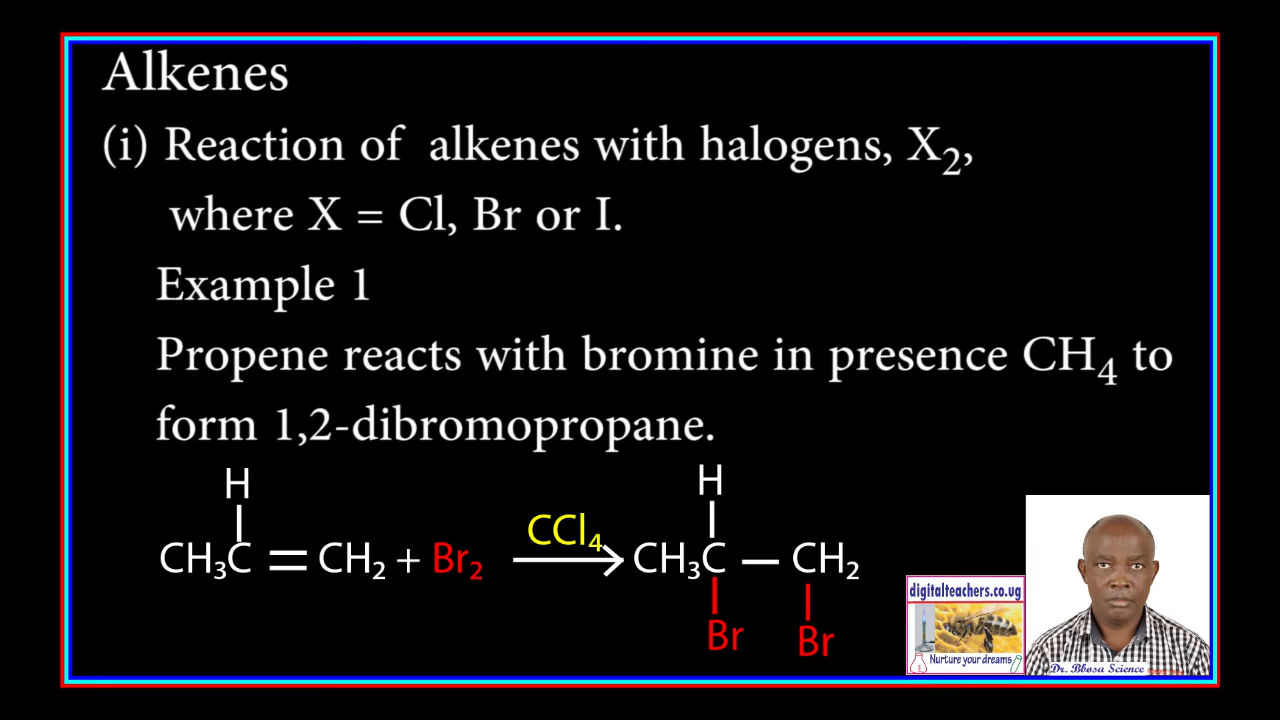 Alkenes
(i) Reaction of alkenes with halogens, X₂,
where X = Cl, Br or I.
Example 1
Propene reacts with bromine in presence CH₄ to
form 1,2-dibromopropane.
H H
CCl₄
CH₃C = CH₂ + Br₂ → CH₃C — CH₂
Br Br
digitalteachers.co.ug
Nurture your dreams
Dr. Bbosa Science